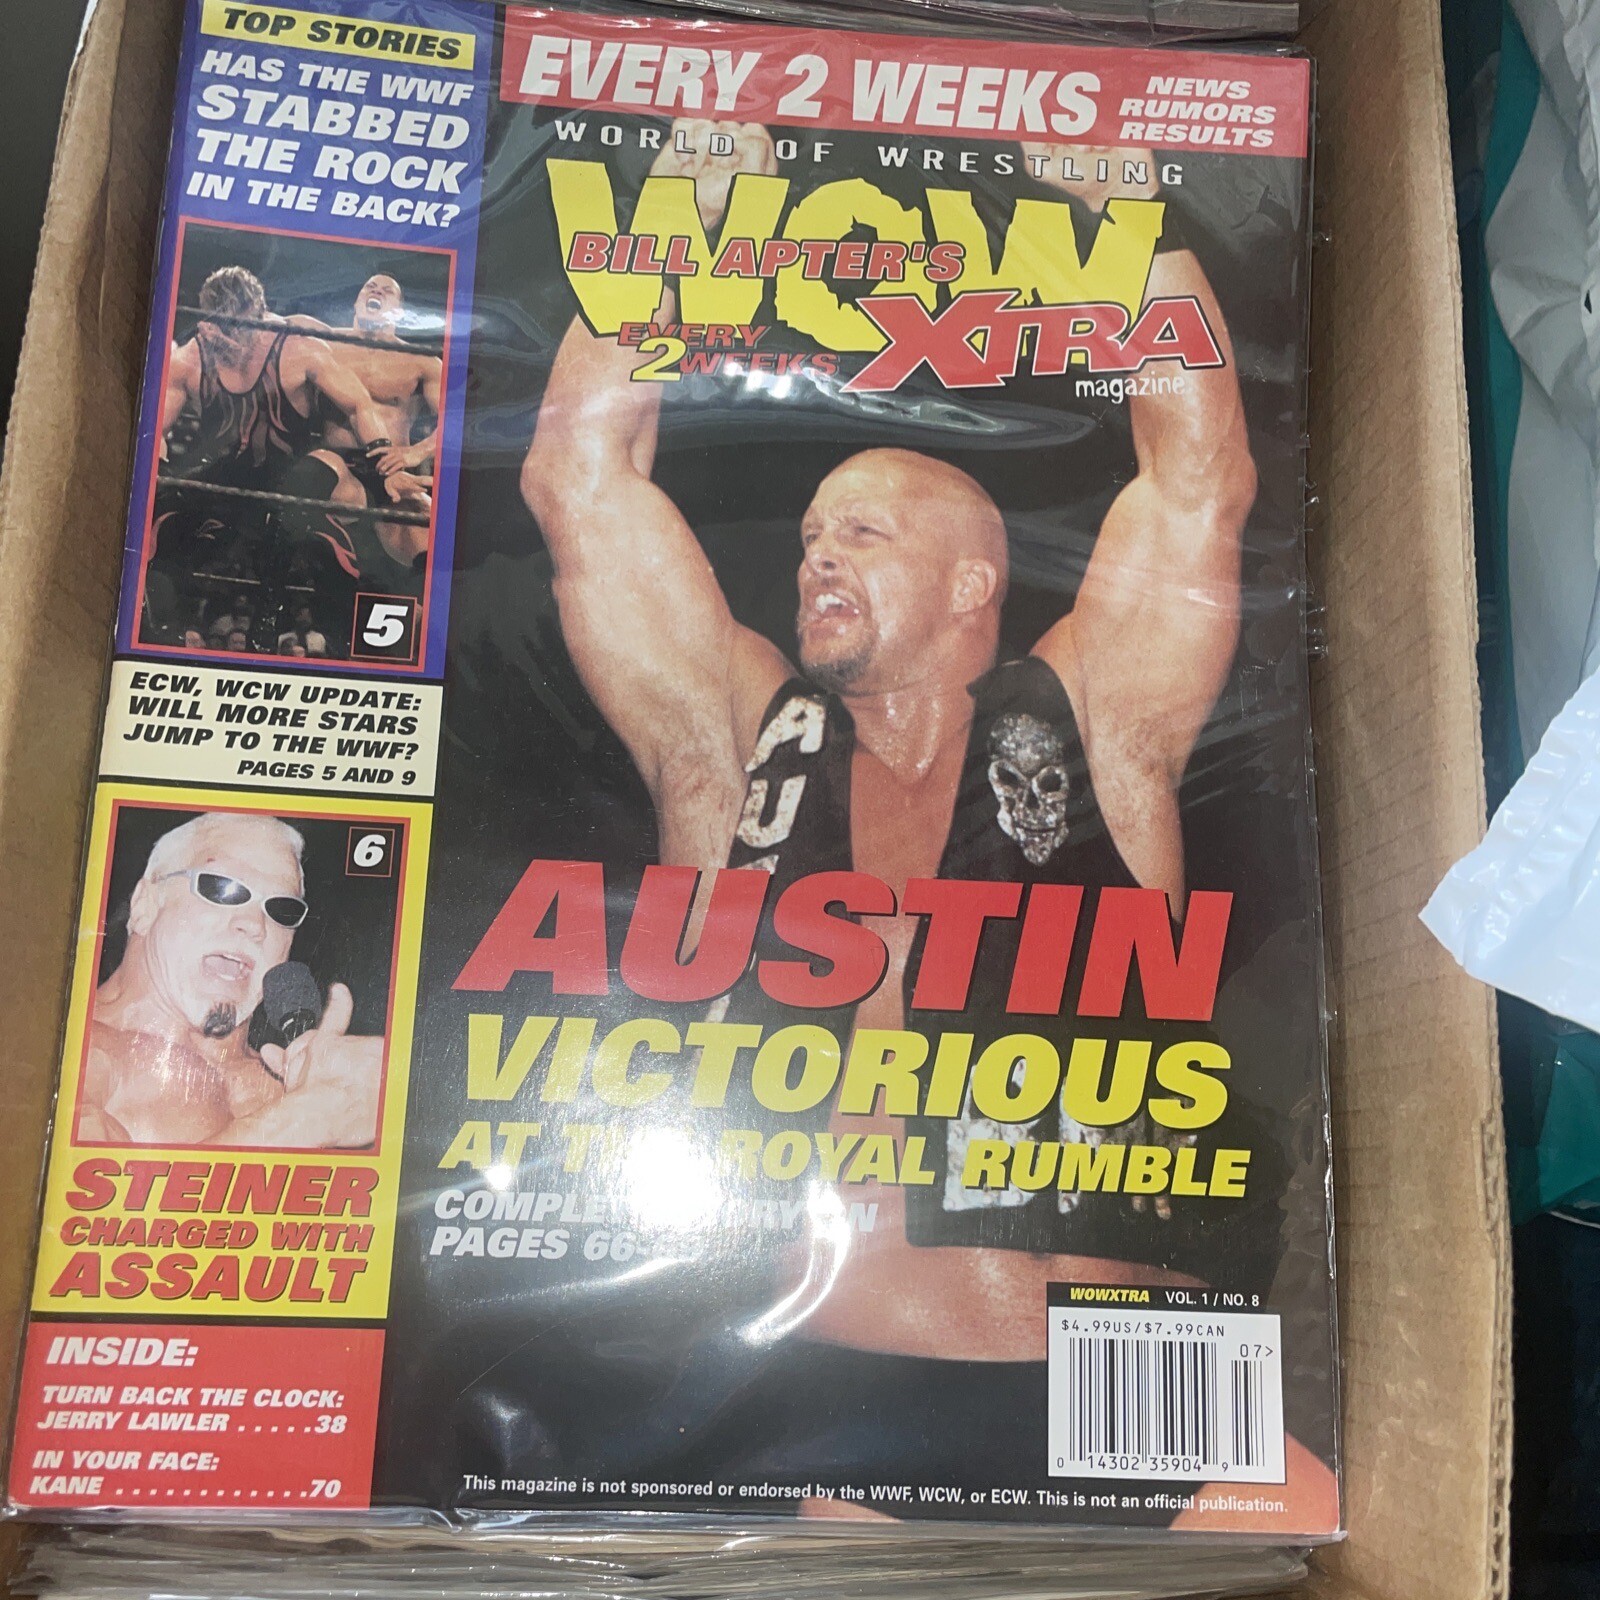 TOP STORIES
HAS THE WWF
STABBED
THE ROCK
IN THE BACK?
5
ECW, WCW UPDATE:
WILL MORE STARS
JUMP TO THE WWF?
PAGES 5 AND 9
6
STEINER
CHARGED WITH
ASSAULT
INSIDE:
TURN BACK THE CLOCK:
JERRY LAWLER . . . . .38
IN YOUR FACE:
KANE . . . . . . . . . . . .70
EVERY 2 WEEKS
NEWS
RUMORS
RESULTS
WORLD OF WRESTLING
WOW
BILL APTER'S
XTRA
EVERY
2 WEEKS
magazine
AU
AUSTIN
VICTORIOUS
AT THE ROYAL RUMBLE
PAGES
WOWXTRA VOL. 1 / NO. 8
$4.99US/$7.99CAN
07>
0 14302 35904 9
This magazine is not sponsored or endorsed by the WWF, WCW, or ECW. This is not an official publication.